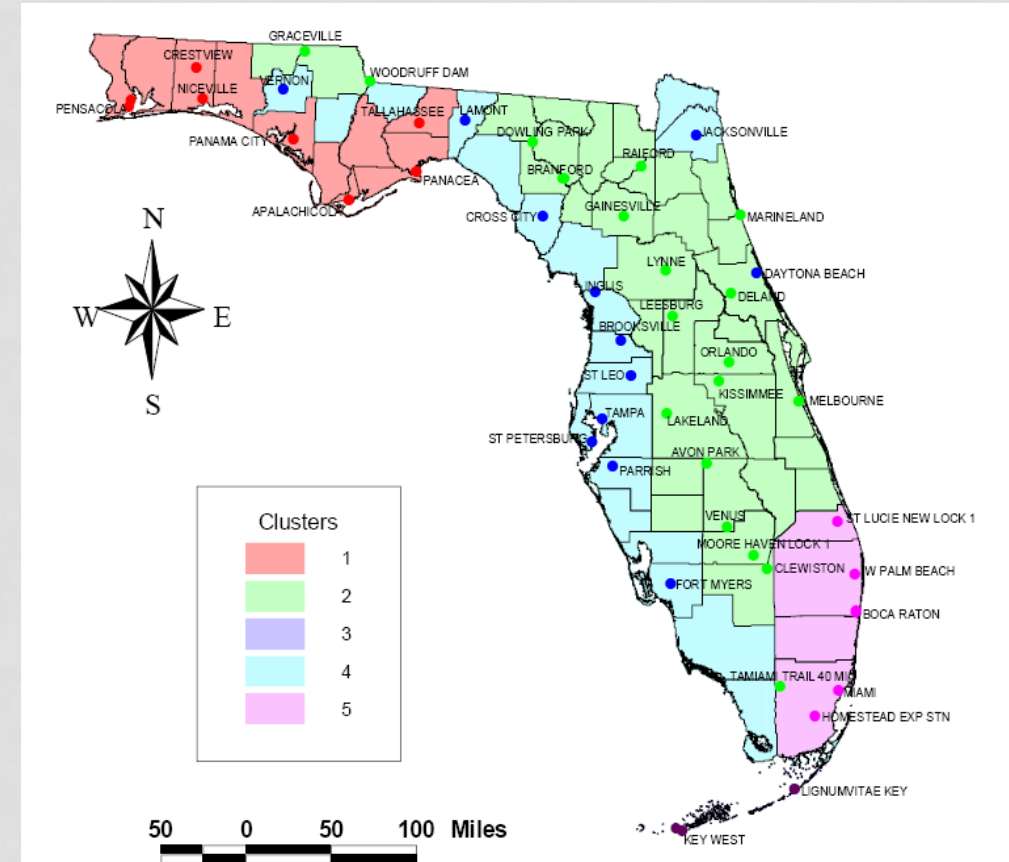 GRACEVILLE
CRESTVIEW
WOODRUFF DAM
VERNON
NICEVILLE
PENSACOLA
TALLAHASSEE
LAMONT
PANAMA CITY
DOWLING PARK
JACKSONVILLE
RAIFORD
BRANFORD
PANACEA
APALACHICOLA
GAINESVILLE
CROSS CITY
MARINELAND
N
W
E
S
LYNNE
DAYTONA BEACH
INGLIS
DELAND
LEESBURG
BROOKSVILLE
ORLANDO
ST LEO
KISSIMMEE
MELBOURNE
TAMPA
LAKELAND
ST PETERSBURG
AVON PARK
PARRISH
VENUS
ST LUCIE NEW LOCK 1
MOORE HAVEN LOCK 1
CLEWISTON
W PALM BEACH
FORT MYERS
BOCA RATON
TAMIAMI TRAIL 40 MI
MIAMI
HOMESTEAD EXP STN
LIGNUMVITAE KEY
KEY WEST
Clusters
1
2
3
4
5
50 0 50 100 Miles